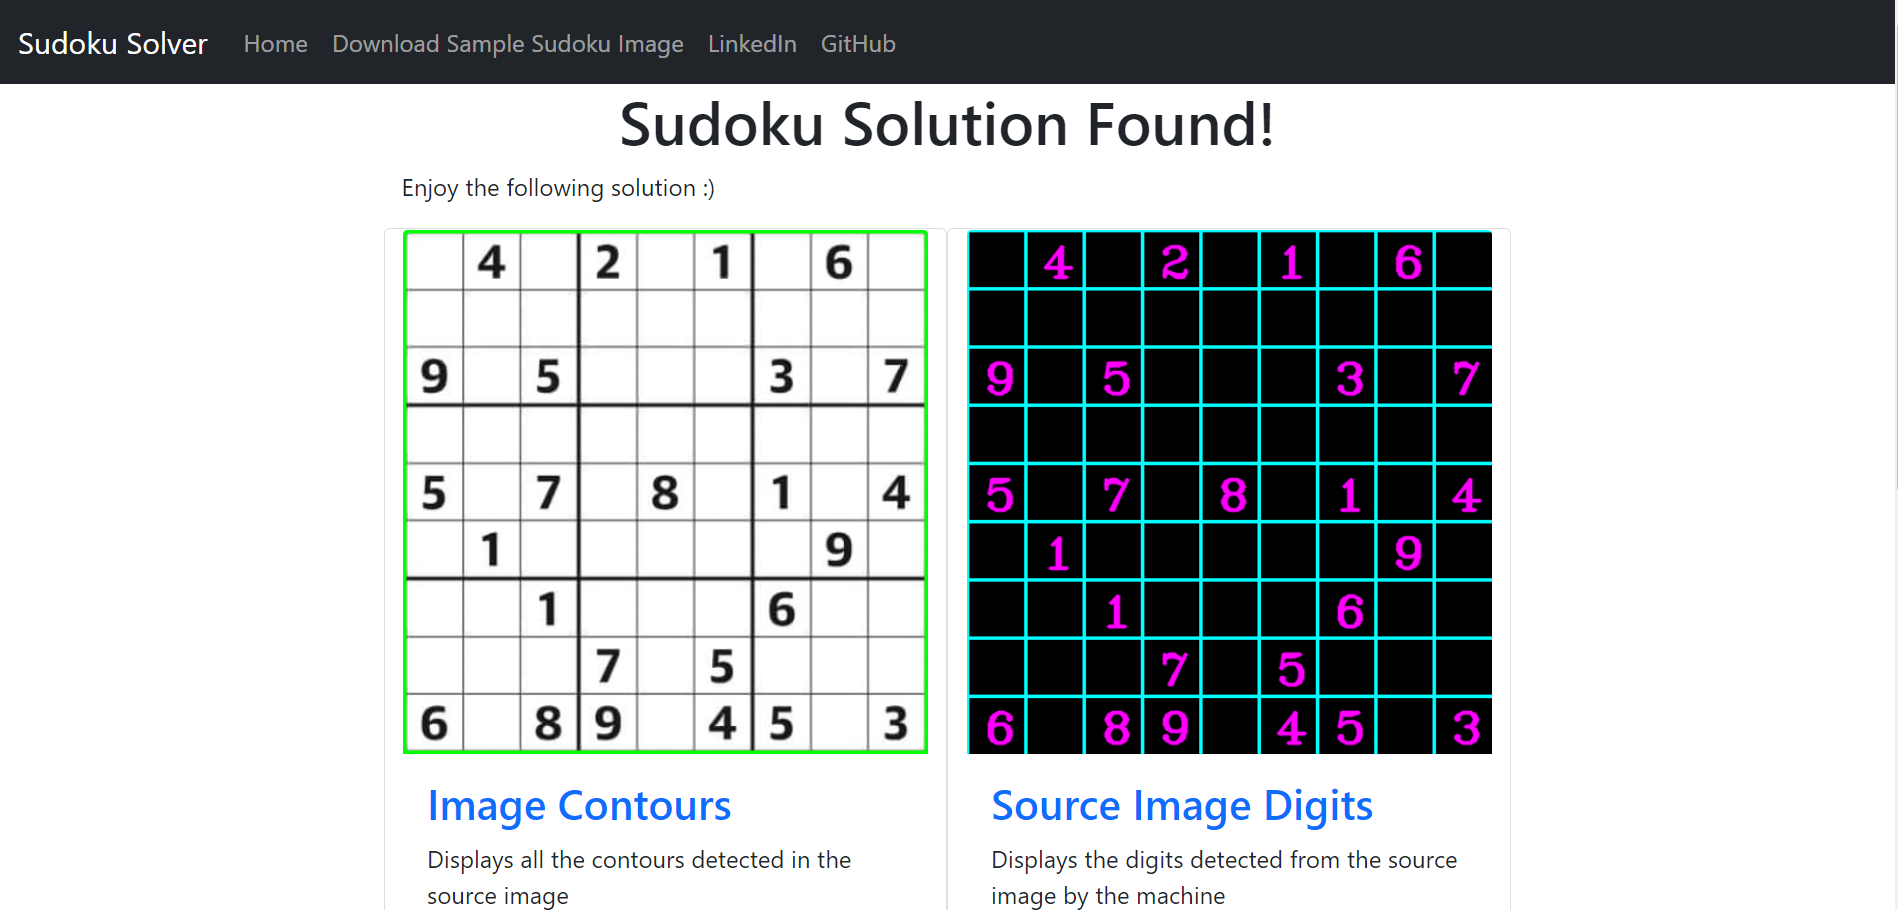 Sudoku Solver Home Download Sample Sudoku Image LinkedIn GitHub
Sudoku Solution Found!
Enjoy the following solution :)
4 2 1 6
9 5 3 7
5 7 8 1 4
1 9
1 6
7 5
6 8 9 4 5 3
Image Contours
Displays all the contours detected in the
source image
4 2 1 6
9 5 3 7
5 7 8 1 4
1 9
1 6
7 5
6 8 9 4 5 3
Source Image Digits
Displays the digits detected from the source
image by the machine